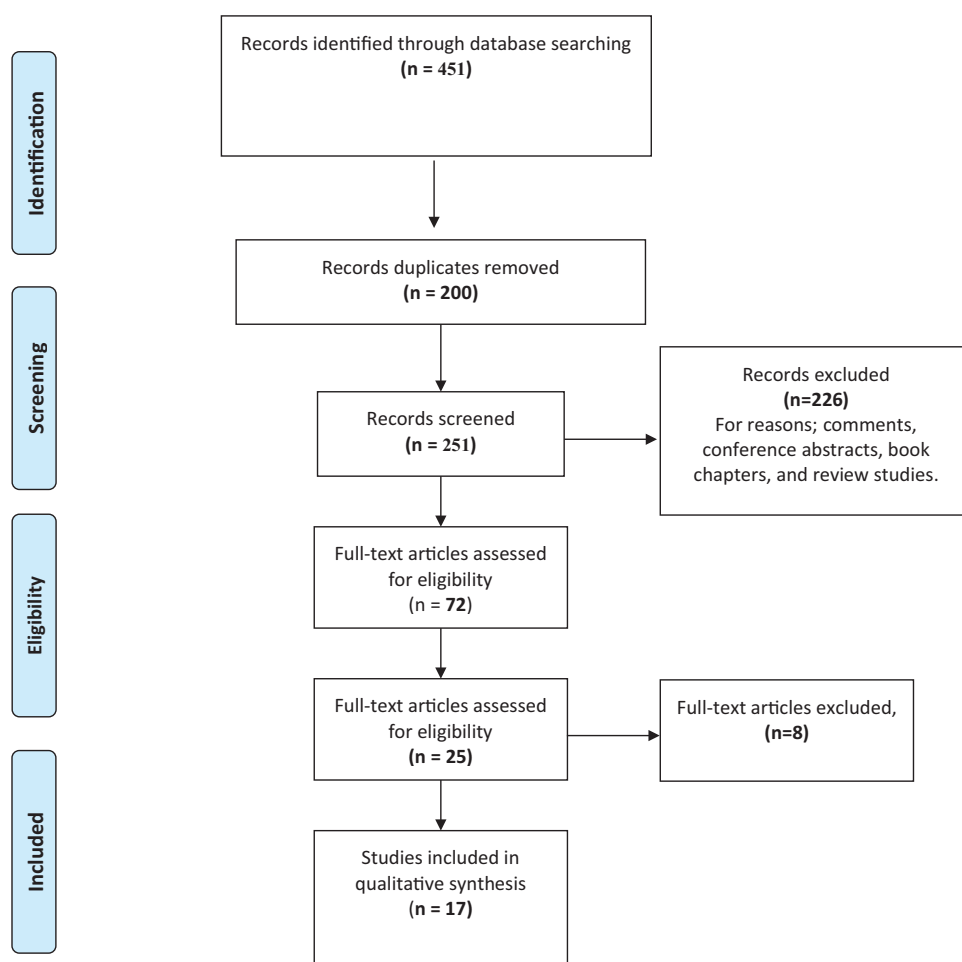 Identification
Records identified through database searching
(n = 451)
Records duplicates removed
(n = 200)
Screening
Records screened
(n = 251)
Records excluded
(n=226)
For reasons; comments,
conference abstracts, book
chapters, and review studies.
Eligibility
Full-text articles assessed
for eligibility
(n = 72)
Full-text articles assessed
for eligibility
(n = 25)
Full-text articles excluded,
(n=8)
Included
Studies included in
qualitative synthesis
(n = 17)